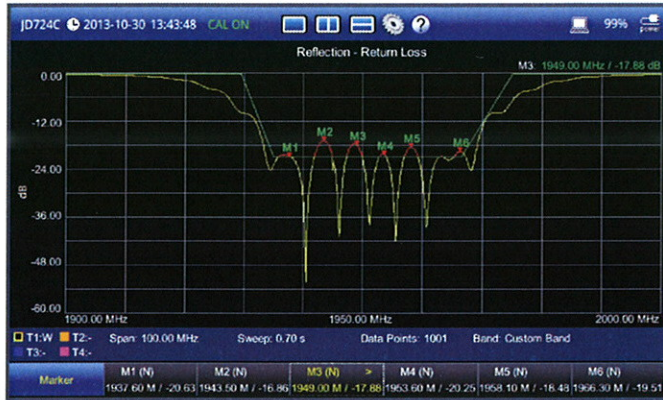 JD724C 2013-10-30 13:43:48 CAL ON 99%
Reflection - Return Loss
M3: 1949.00 MHz / -17.88 dB
0.00
-12.00
-24.00
-36.00
-48.00
-60.00
dB
M1 M2 M3 M4 M5 M6
1900.00 MHz 1950.00 MHz 2000.00 MHz
T1:W T2:- Span: 100.00 MHz Sweep: 0.70 s Data Points: 1001 Band: Custom Band
T3:- T4:-
Marker
M1 (N) M2 (N) M3 (N) > M4 (N) M5 (N) M6 (N)
1937.60 M / -20.63 1943.50 M / -16.86 1949.00 M / -17.88 1953.60 M / -20.25 1958.10 M / -18.48 1966.30 M / -19.51